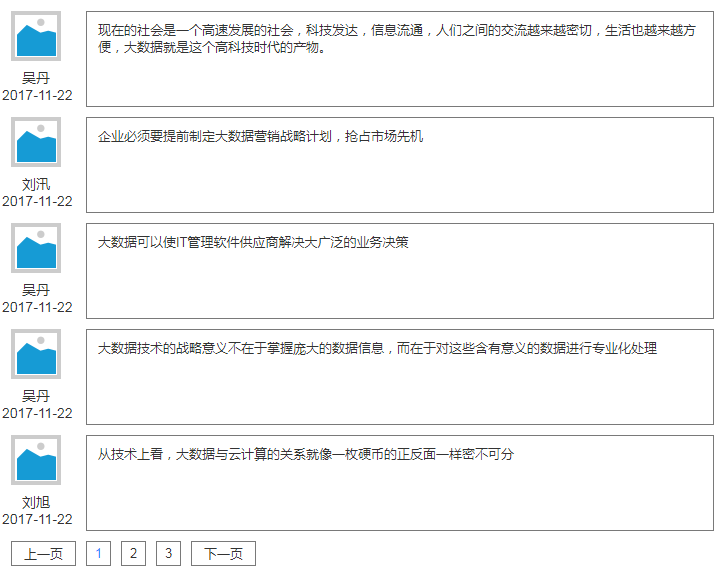 现在的社会是一个高速发展的社会，科技发达，信息流通，人们之间的交流越来越密切，生活也越来越方
便，大数据就是这个高科技时代的产物。
吴丹
2017-11-22
企业必须要提前制定大数据营销战略计划，抢占市场先机
刘汛
2017-11-22
大数据可以使IT管理软件供应商解决大广泛的业务决策
吴丹
2017-11-22
大数据技术的战略意义不在于掌握庞大的数据信息，而在于对这些含有意义的数据进行专业化处理
吴丹
2017-11-22
从技术上看，大数据与云计算的关系就像一枚硬币的正反面一样密不可分
刘旭
2017-11-22
上一页 1 2 3 下一页